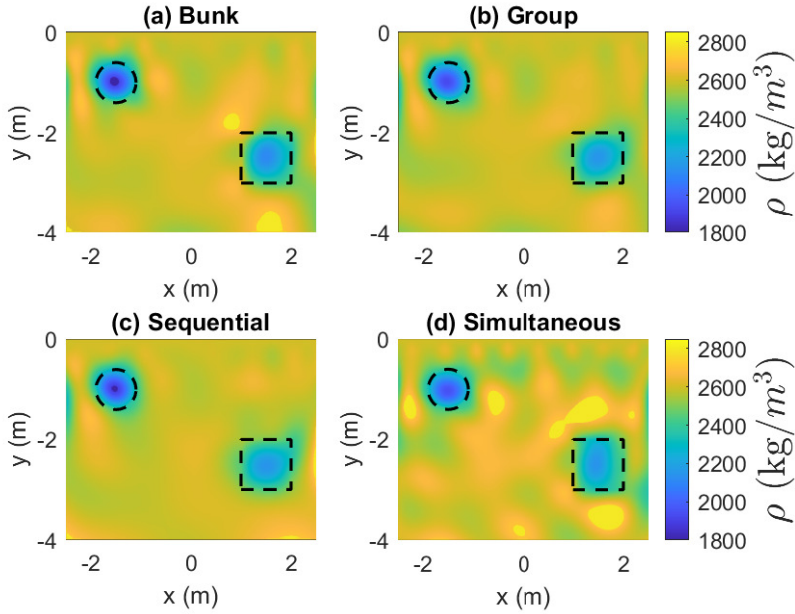 (a) Bunk
(b) Group
0
-2
-4
y (m)
-2
0
2
x (m)
0
-2
-4
y (m)
-2
0
2
x (m)
2800
2600
2400
2200
2000
1800
ρ (kg/m³)
(c) Sequential
(d) Simultaneous
0
-2
-4
y (m)
-2
0
2
x (m)
0
-2
-4
y (m)
-2
0
2
x (m)
2800
2600
2400
2200
2000
1800
ρ (kg/m³)